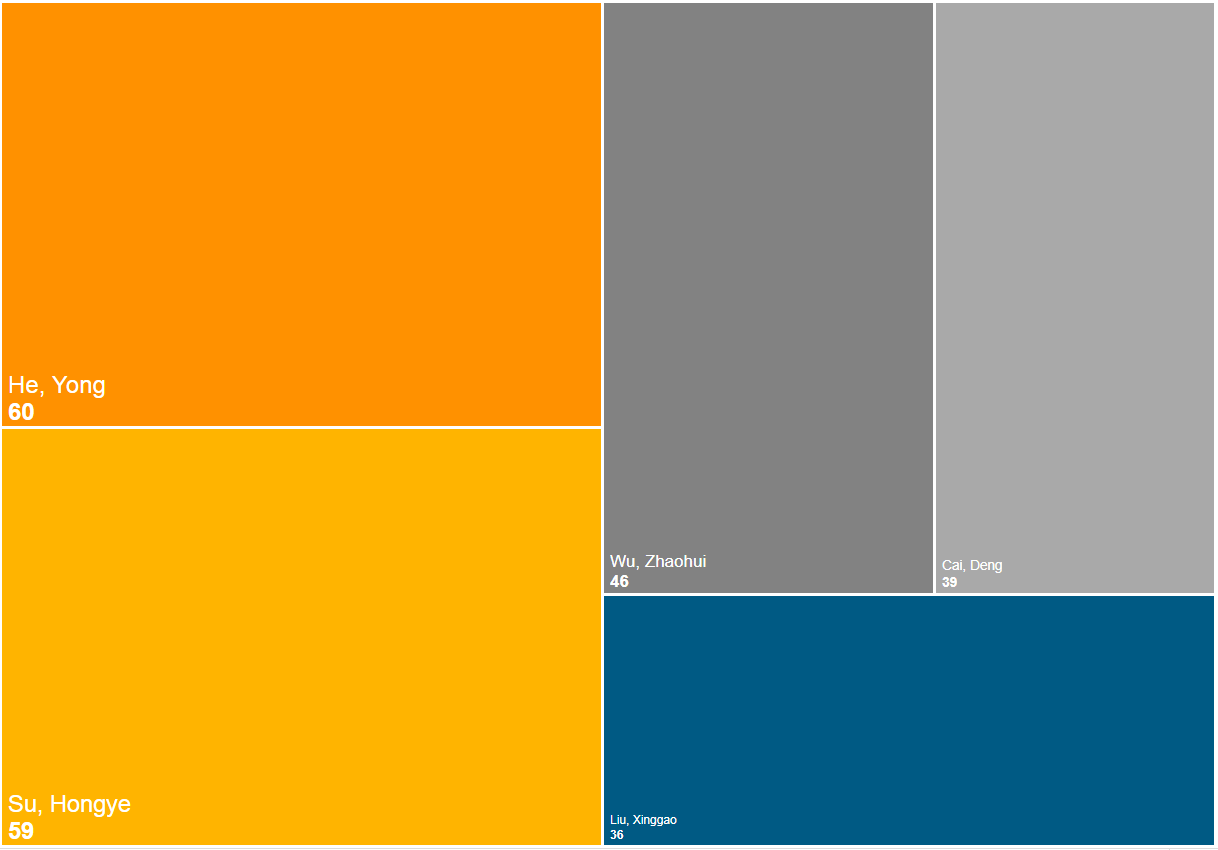 He, Yong
60
Su, Hongye
59
Wu, Zhaohui
46
Cai, Deng
39
Liu, Xinggao
36